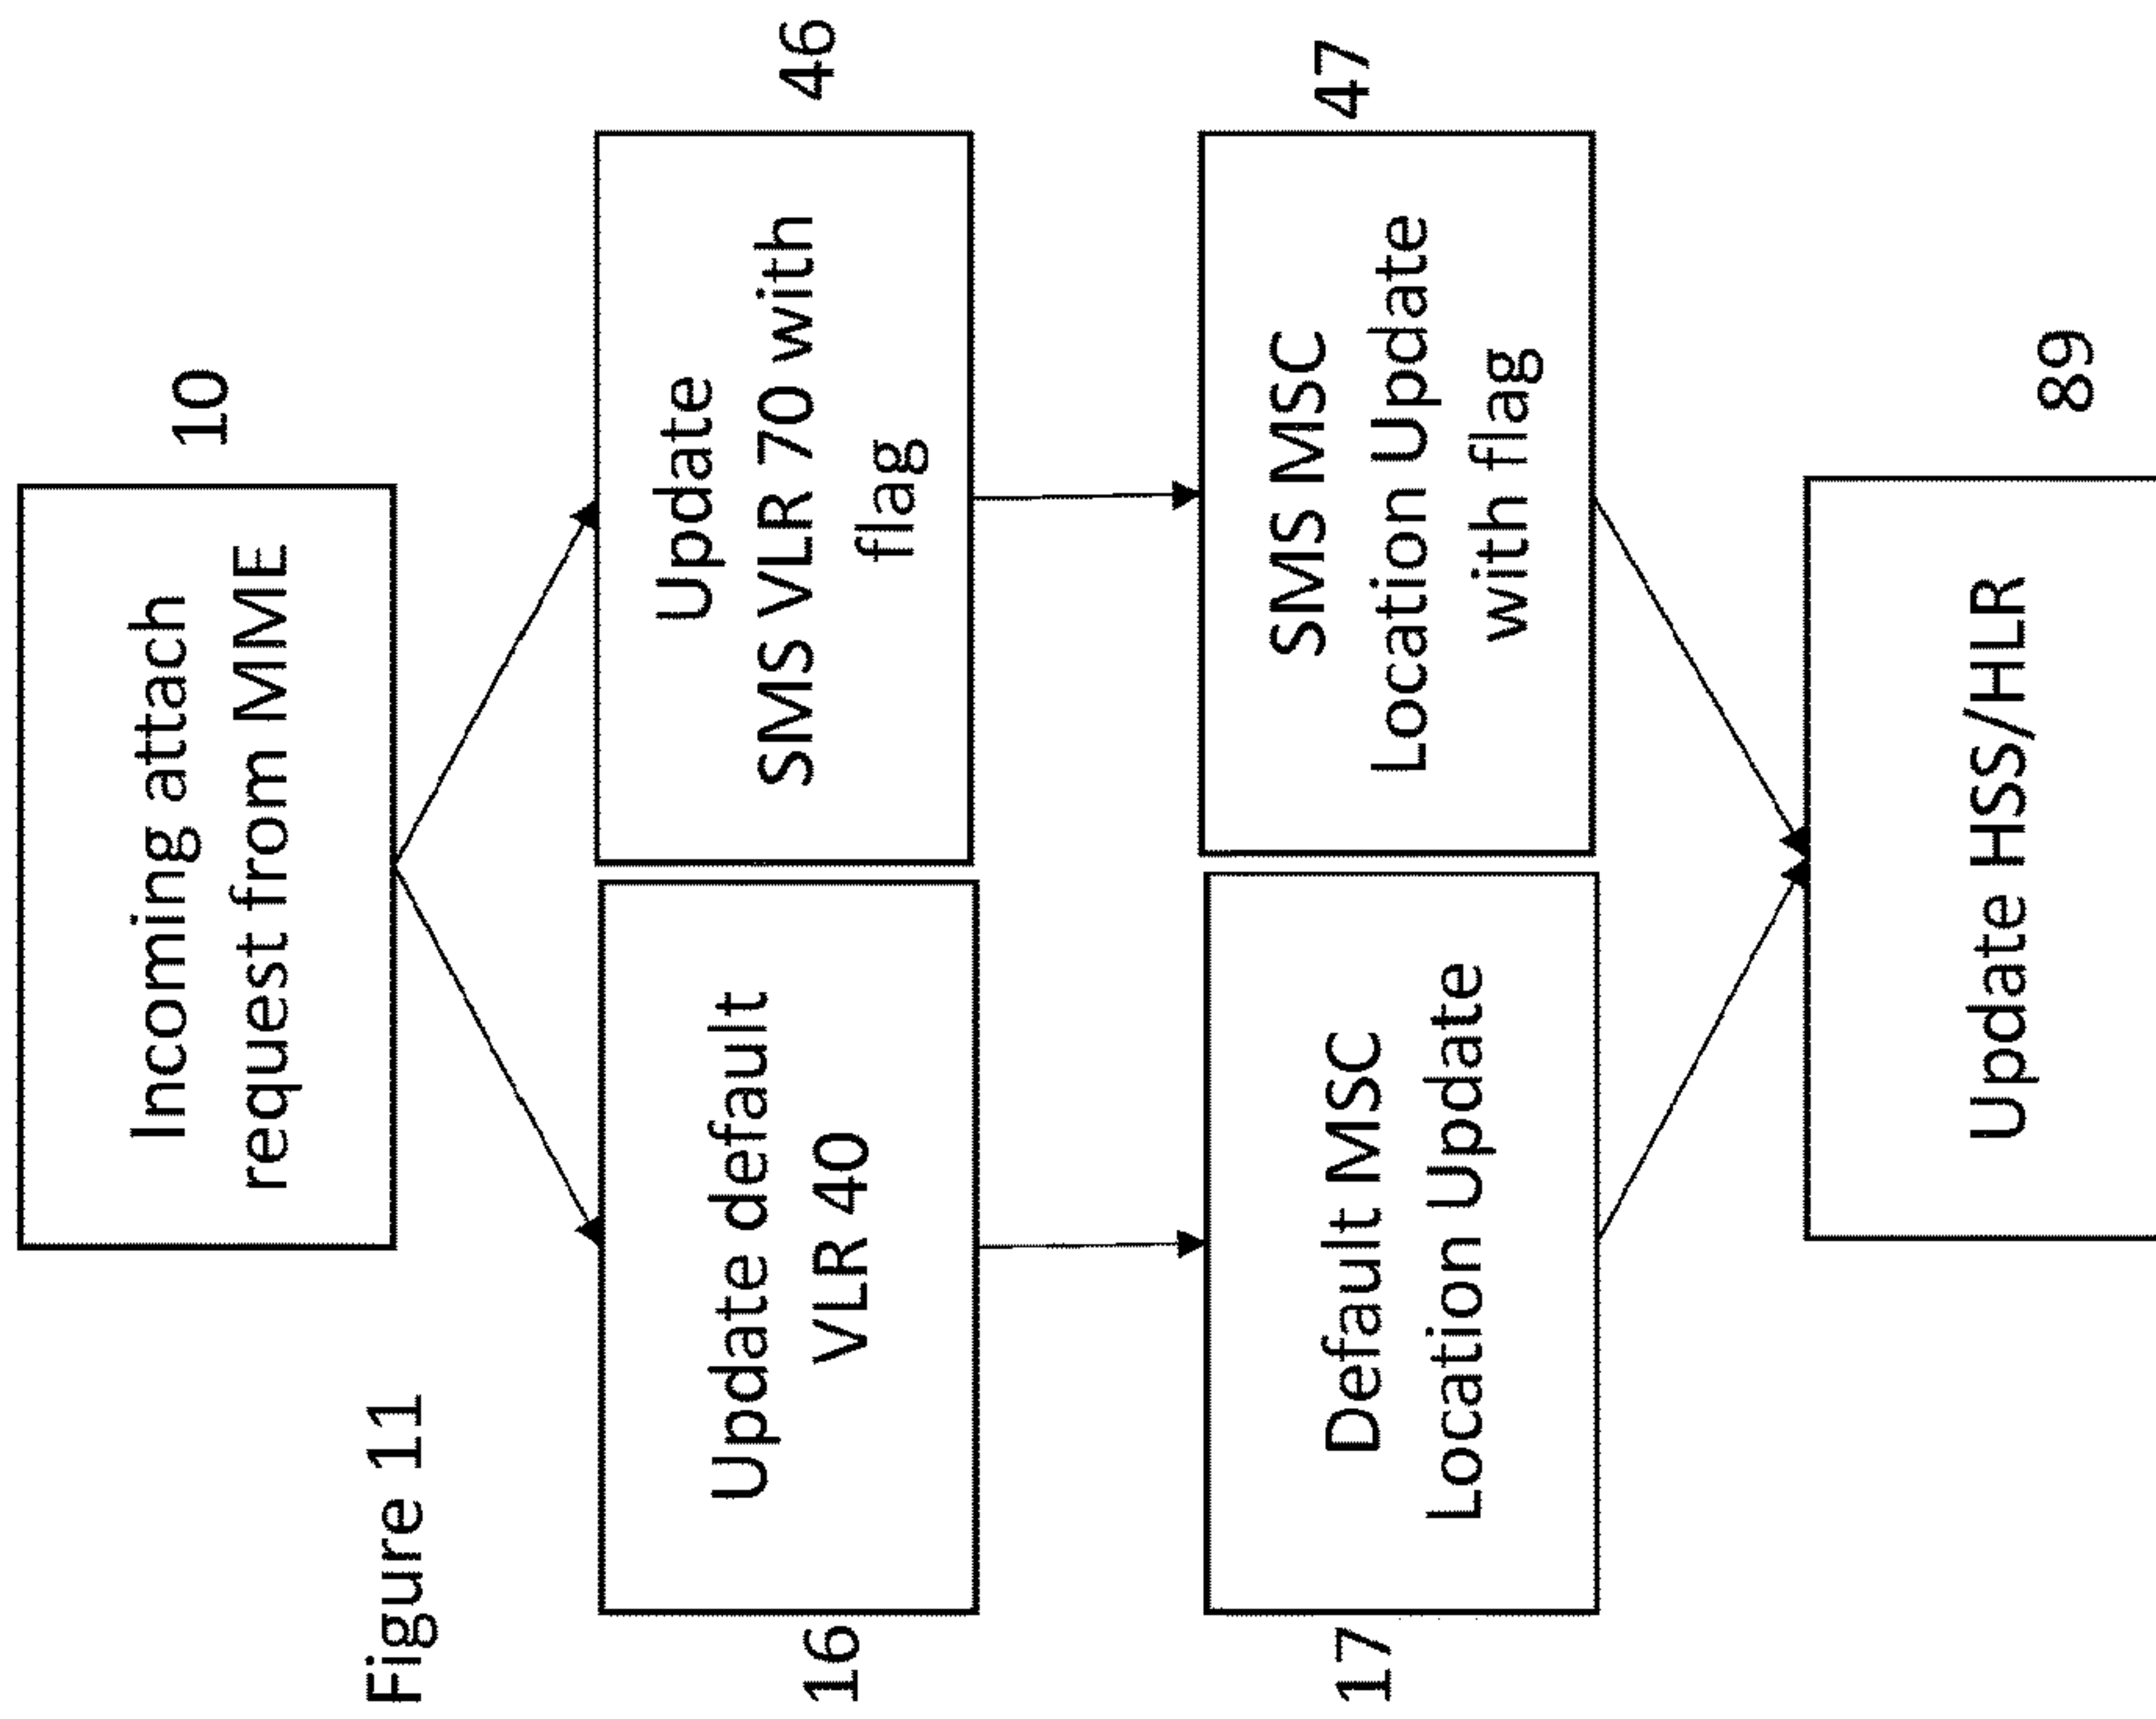 Figure 11
Incoming attach
request from MME
10
16
Update default
VLR 40
Update
SMS VLR 70 with
flag
46
17
Default MSC
Location Update
SMS MSC
Location Update
with flag
47
Update HSS/HLR
89